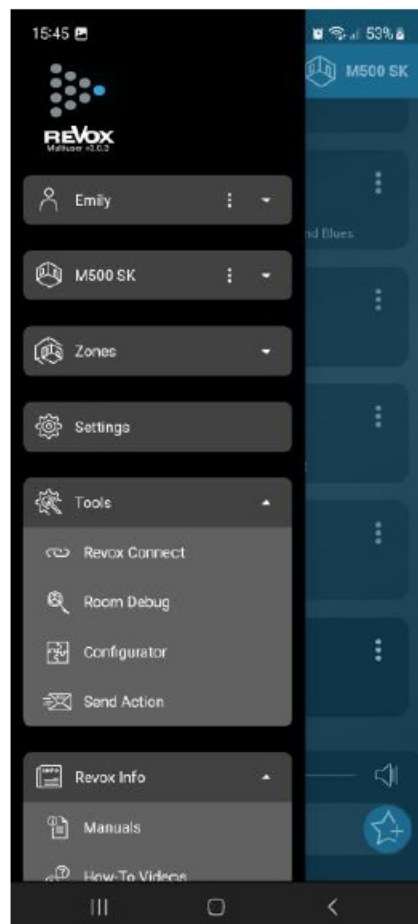 15:45
53%
M500 SK
REVOX
Multiuser v3.0.3
Emily
nd Blues
M500 SK
Zones
Settings
Tools
Revox Connect
Room Debug
Configurator
Send Action
Revox Info
Manuals
How-To Videos